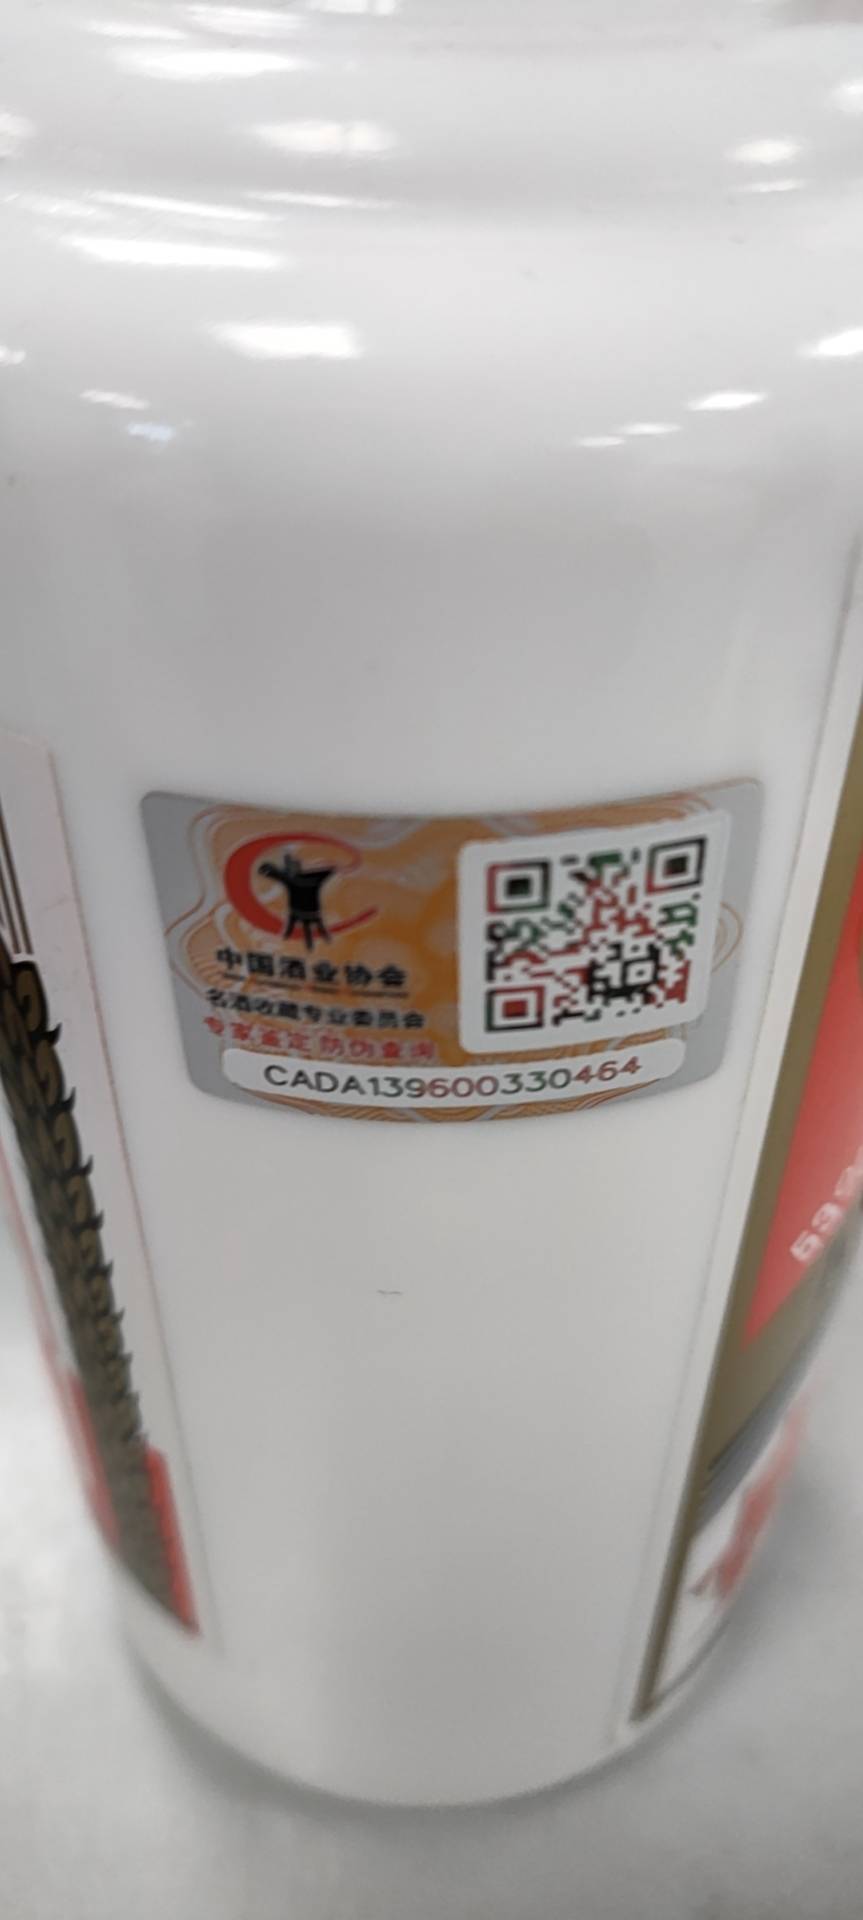 中国酒业协会
名酒收藏专业委员会
专家鉴定 防伪查询
CADA139600330464
53%